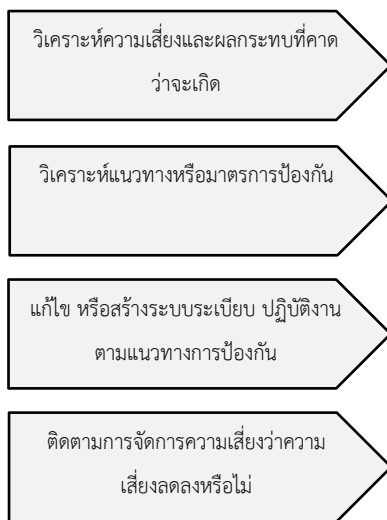 วิเคราะห์ความเสี่ยงและผลกระทบที่คาด
ว่าจะเกิด
วิเคราะห์แนวทางหรือมาตรการป้องกัน
แก้ไข หรือสร้างระบบระเบียบ ปฏิบัติงาน
ตามแนวทางการป้องกัน
ติดตามการจัดการความเสี่ยงว่าความ
เสี่ยงลดลงหรือไม่